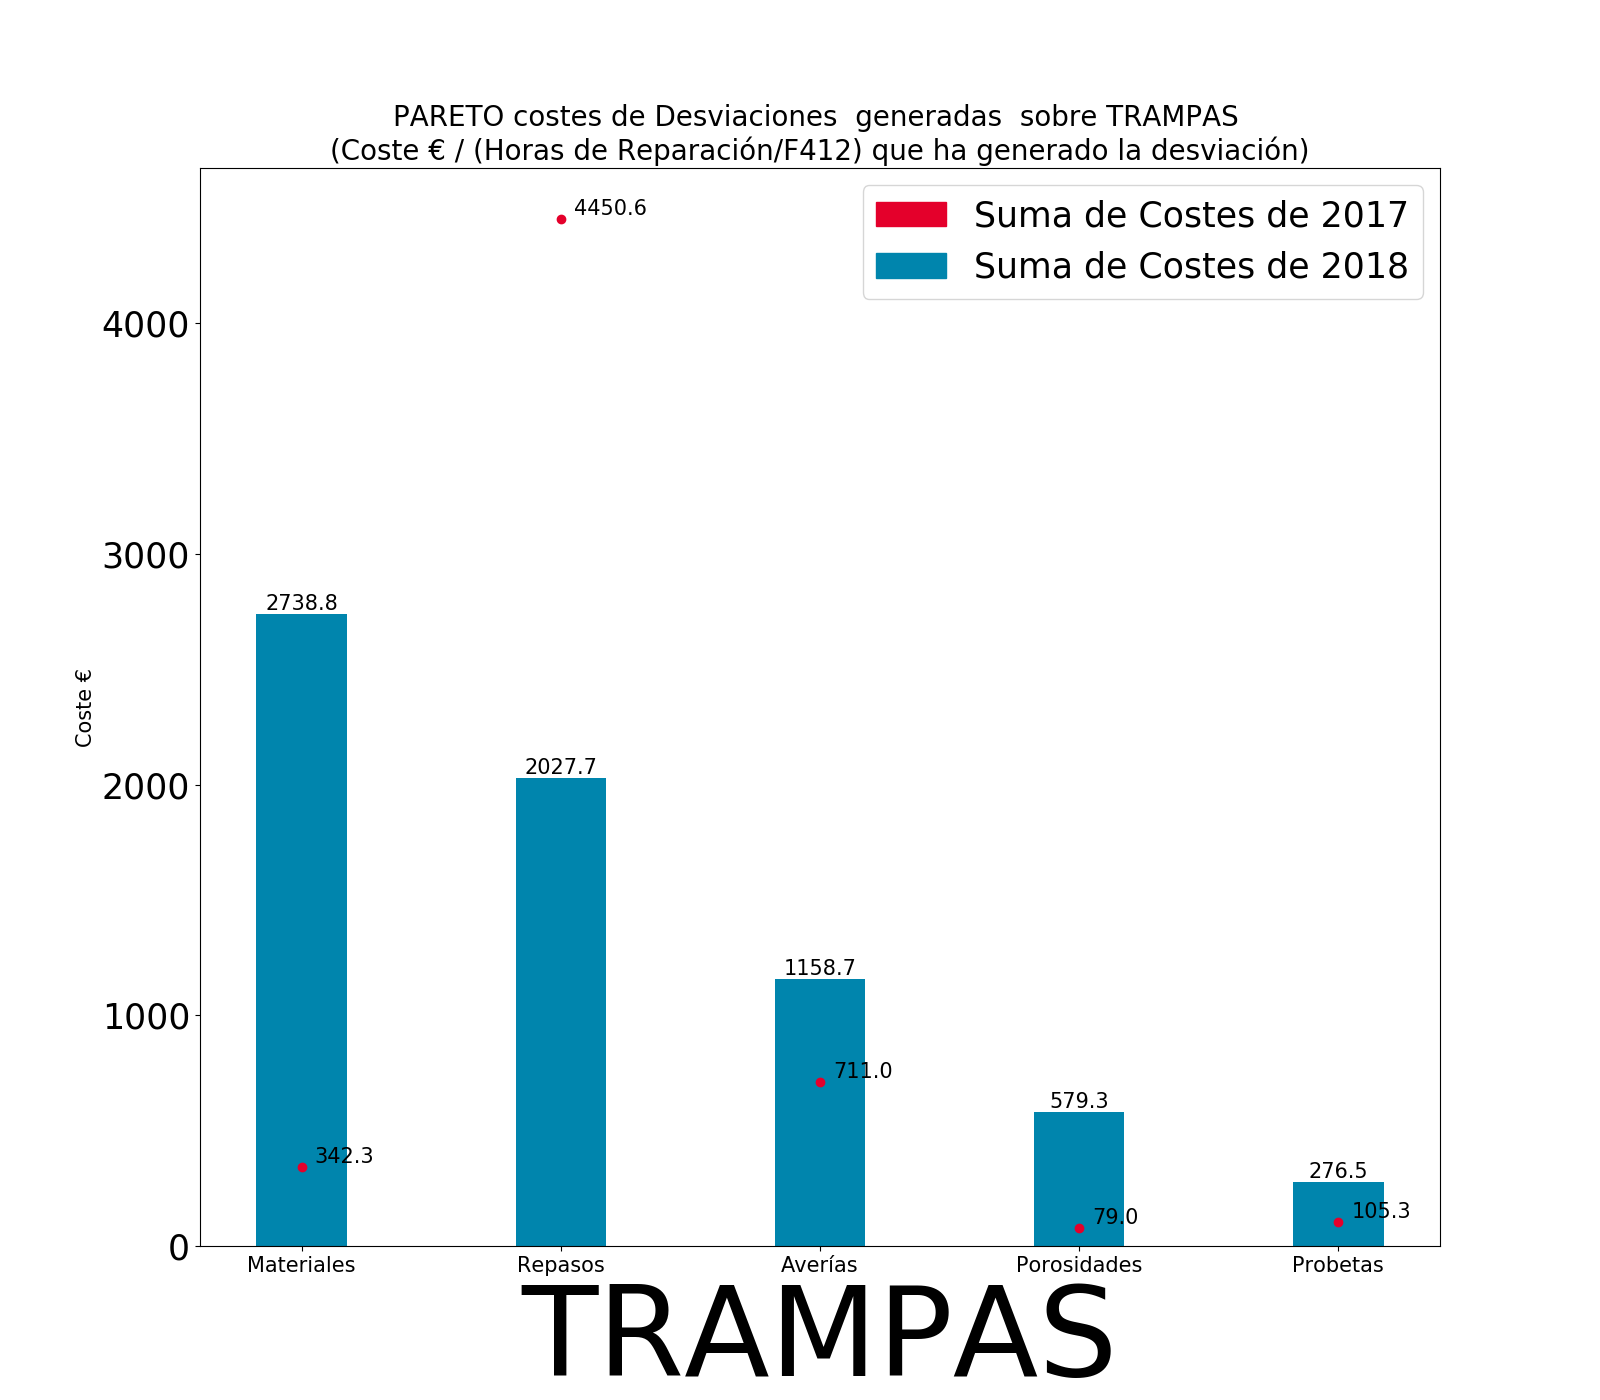 PARETO costes de Desviaciones  generadas  sobre TRAMPAS
(Coste € / (Horas de Reparación/F412) que ha generado la desviación)
Suma de Costes de 2017
Suma de Costes de 2018
Coste €
4000
3000
2000
1000
0
4450.6
2738.8
2027.7
1158.7
711.0
579.3
342.3
79.0
276.5
105.3
Materiales
Repasos
Averías
Porosidades
Probetas
TRAMPAS